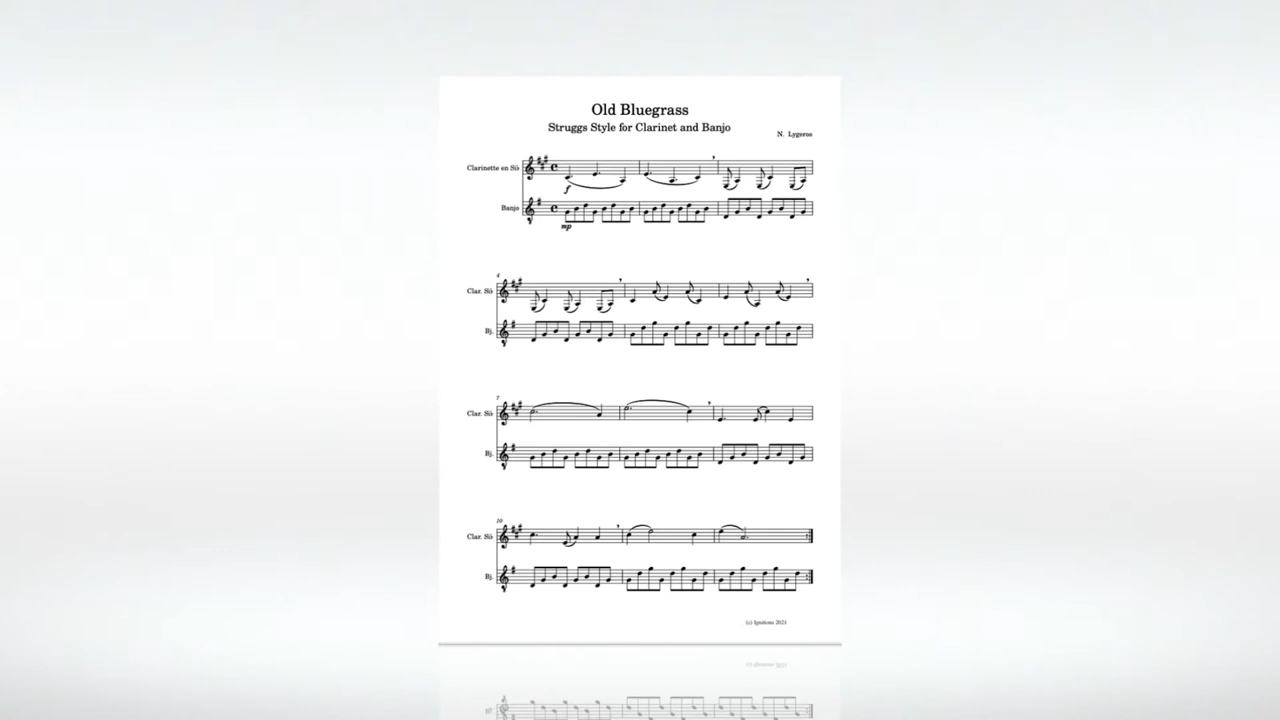 Old Bluegrass
Struggs Style for Clarinet and Banjo
N. Lygeros
Clarinette en Si♭
f
Banjo
mp
4
Clar. Si♭
Bj.
7
Clar. Si♭
Bj.
10
Clar. Si♭
Bj.
(c) Ignitions 2021